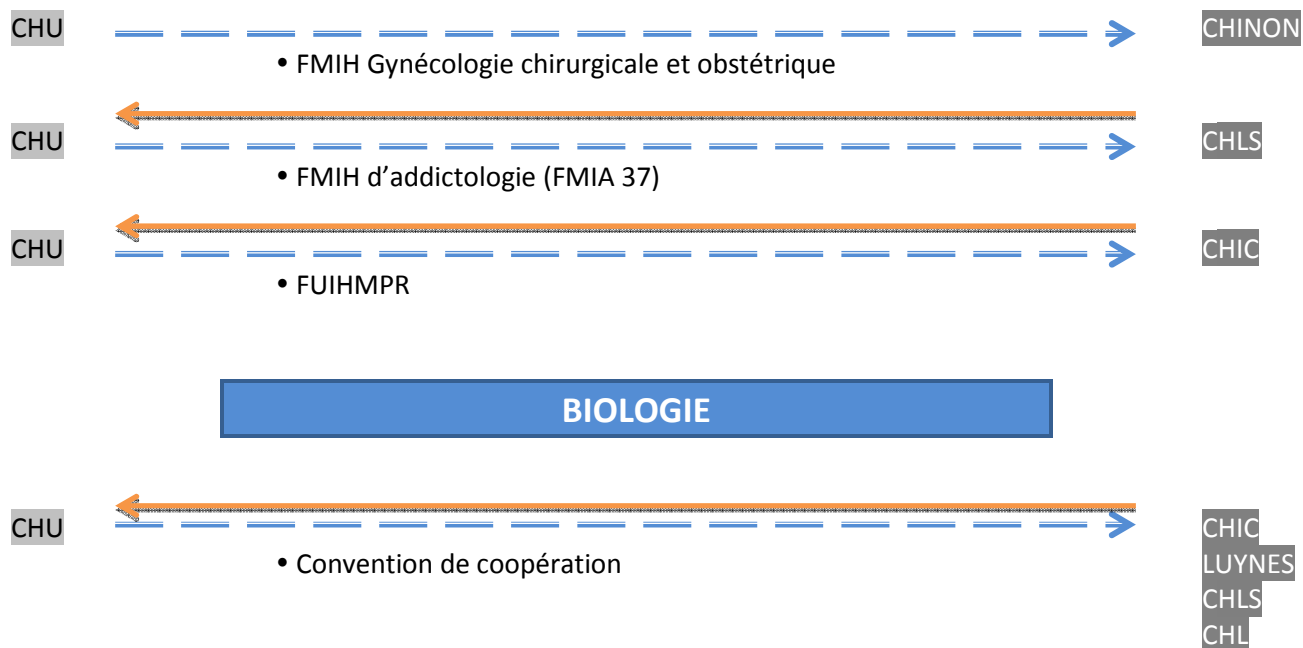 CHU CHINON
• FMIH Gynécologie chirurgicale et obstétrique
CHU CHLS
• FMIH d’addictologie (FMIA 37)
CHU CHIC
• FUIHMPR
BIOLOGIE
CHU CHIC
• Convention de coopération
LUYNES
CHLS
CHL